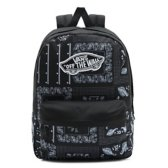 VANS
"OFF THE WALL"